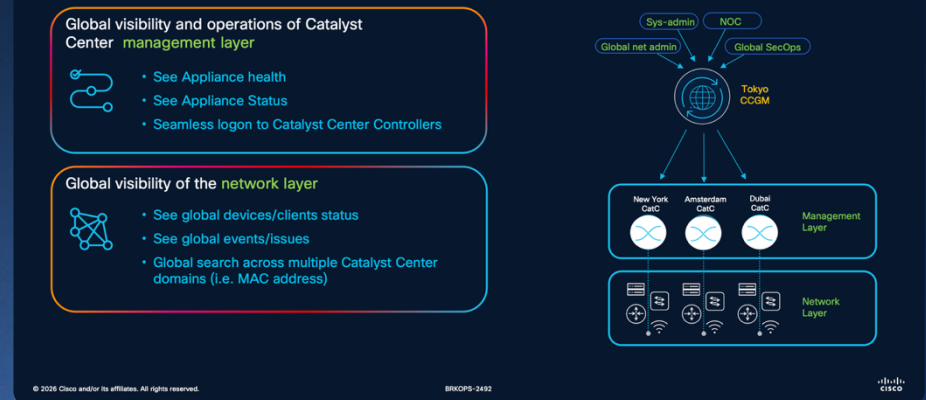 Global visibility and operations of Catalyst
Center management layer
• See Appliance health
• See Appliance Status
• Seamless logon to Catalyst Center Controllers
Global visibility of the network layer
• See global devices/clients status
• See global events/issues
• Global search across multiple Catalyst Center
domains (i.e. MAC address)
Sys-admin
NOC
Global net admin
Global SecOps
Tokyo
CCGM
New York
CatC
Amsterdam
CatC
Dubai
CatC
Management
Layer
Network
Layer
© 2026 Cisco and/or its affiliates. All rights reserved.
BRKOPS-2492
CISCO